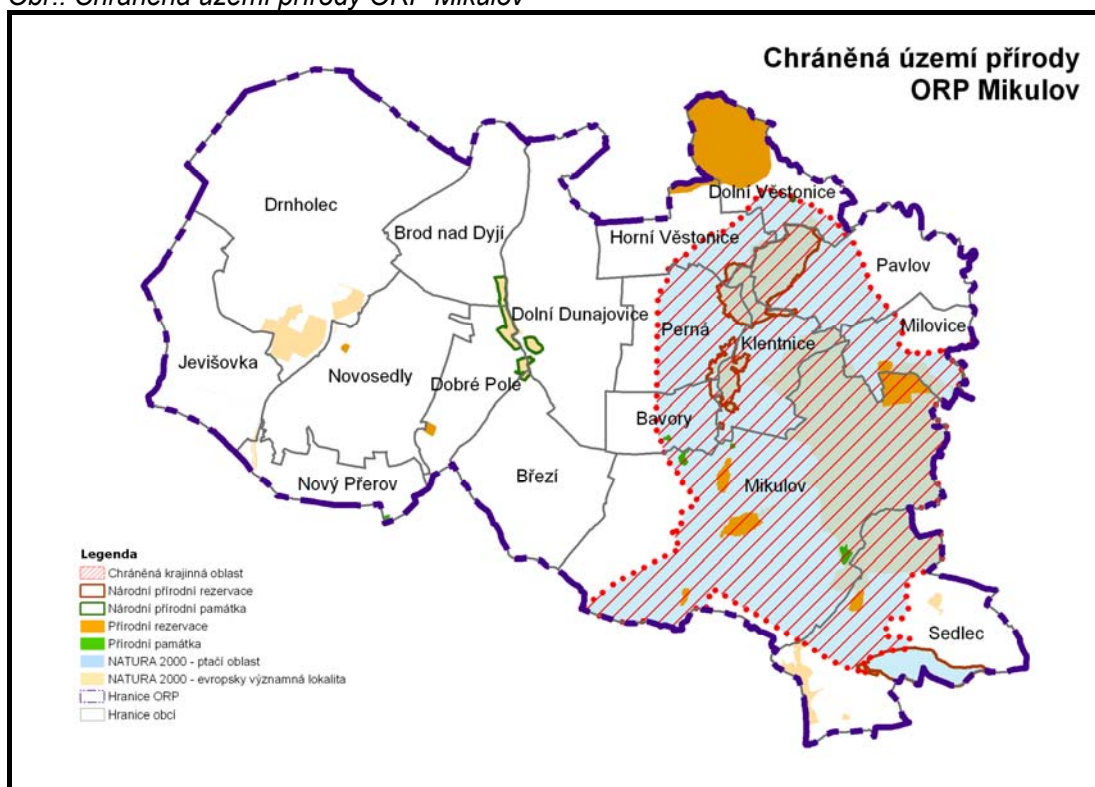 Obr.: Chráněná území přírody ORP Mikulov
Chráněná území přírody
ORP Mikulov
Dolní Věstonice
Drnholec
Brod nad Dyjí
Horní Věstonice
Pavlov
Dolní Dunajovice
Milovice
Perná
Klentnice
Jevišovka
Novosedly
Dobré Pole
Bavory
Březí
Nový Přerov
Mikulov
Sedlec
Legenda
Chráněná krajinná oblast
Národní přírodní rezervace
Národní přírodní památka
Přírodní rezervace
Přírodní památka
NATURA 2000 - ptačí oblast
NATURA 2000 - evropsky významná lokalita
Hranice ORP
Hranice obcí